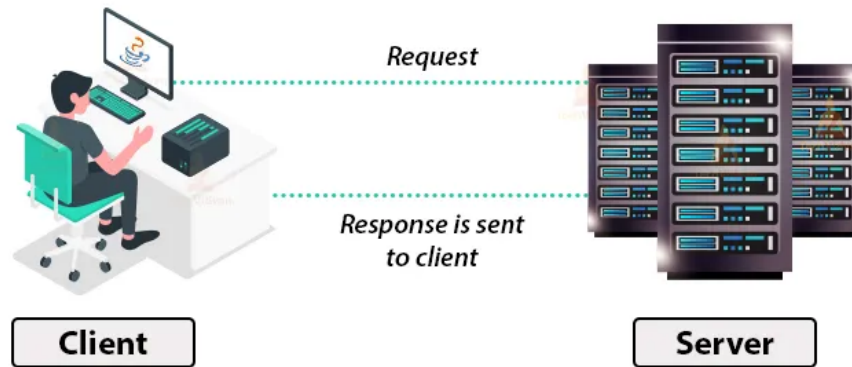 Request
Response is sent
to client
Client
Server